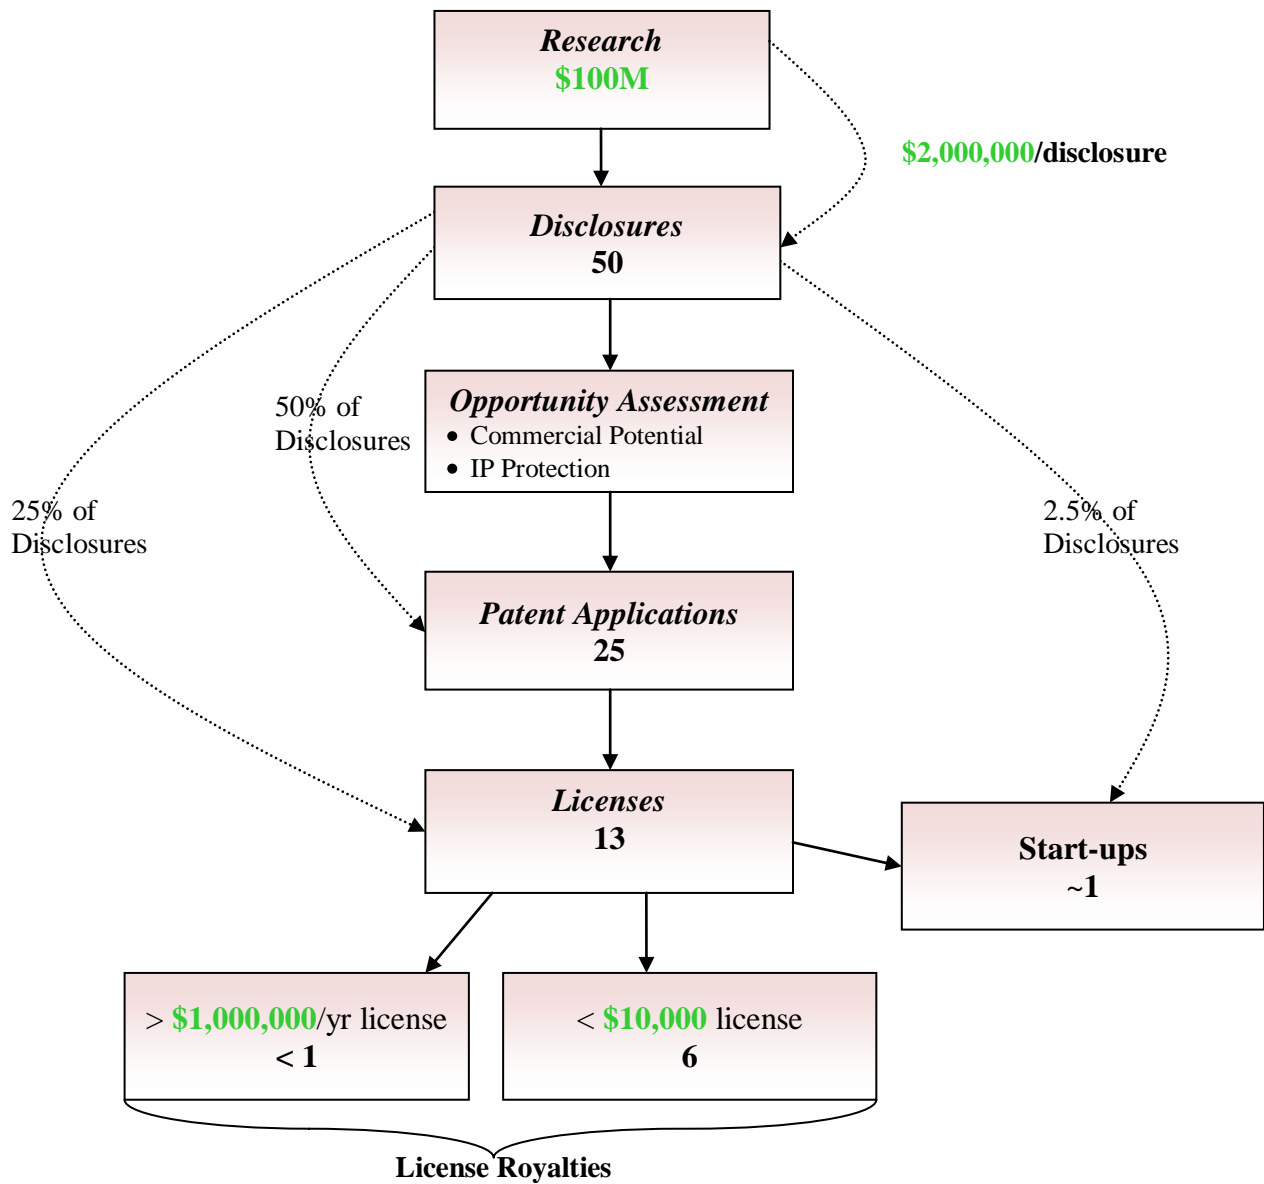 Research
$100M
$2,000,000/disclosure
Disclosures
50
50% of
Disclosures
Opportunity Assessment
• Commercial Potential
• IP Protection
25% of
Disclosures
2.5% of
Disclosures
Patent Applications
25
Licenses
13
Start-ups
~1
> $1,000,000/yr license
< 1
< $10,000 license
6
License Royalties